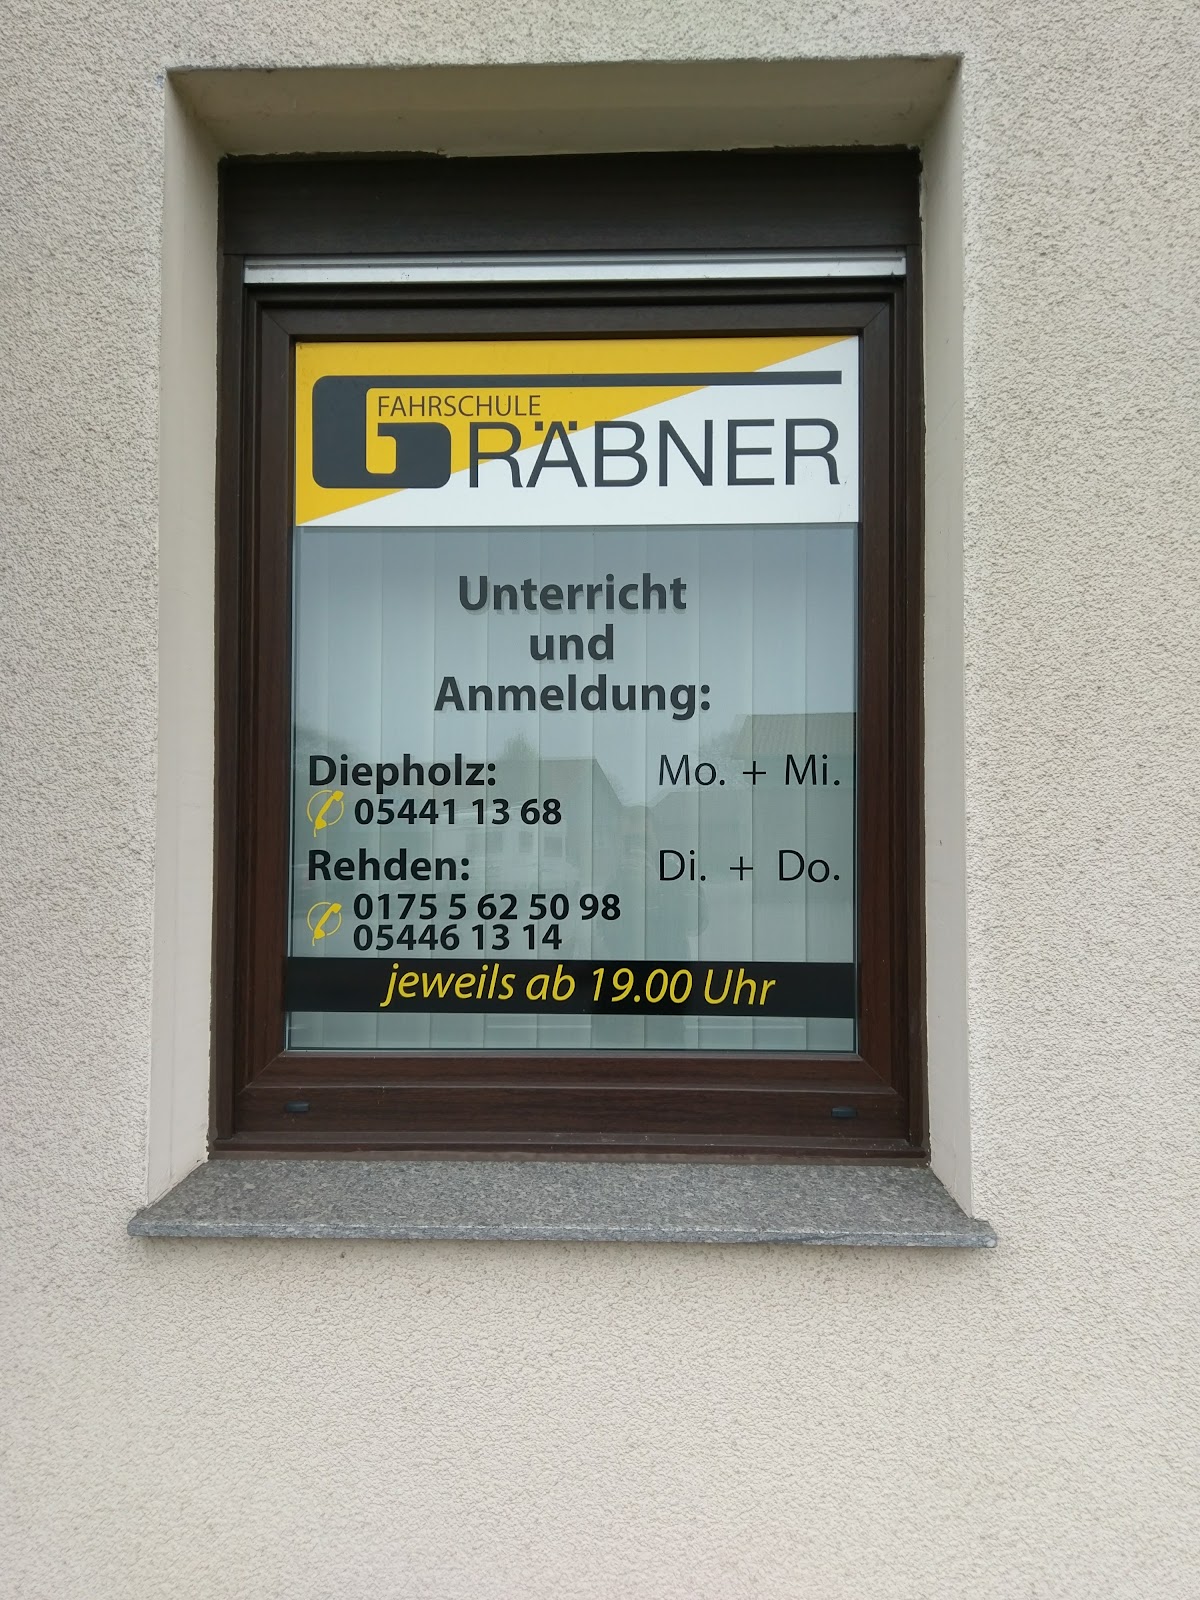 FAHRSCHULE
GRÄBNER
Unterricht
und
Anmeldung:
Diepholz: Mo. + Mi.
05441 13 68
Rehden: Di. + Do.
0175 5 62 50 98
05446 13 14
jeweils ab 19.00 Uhr